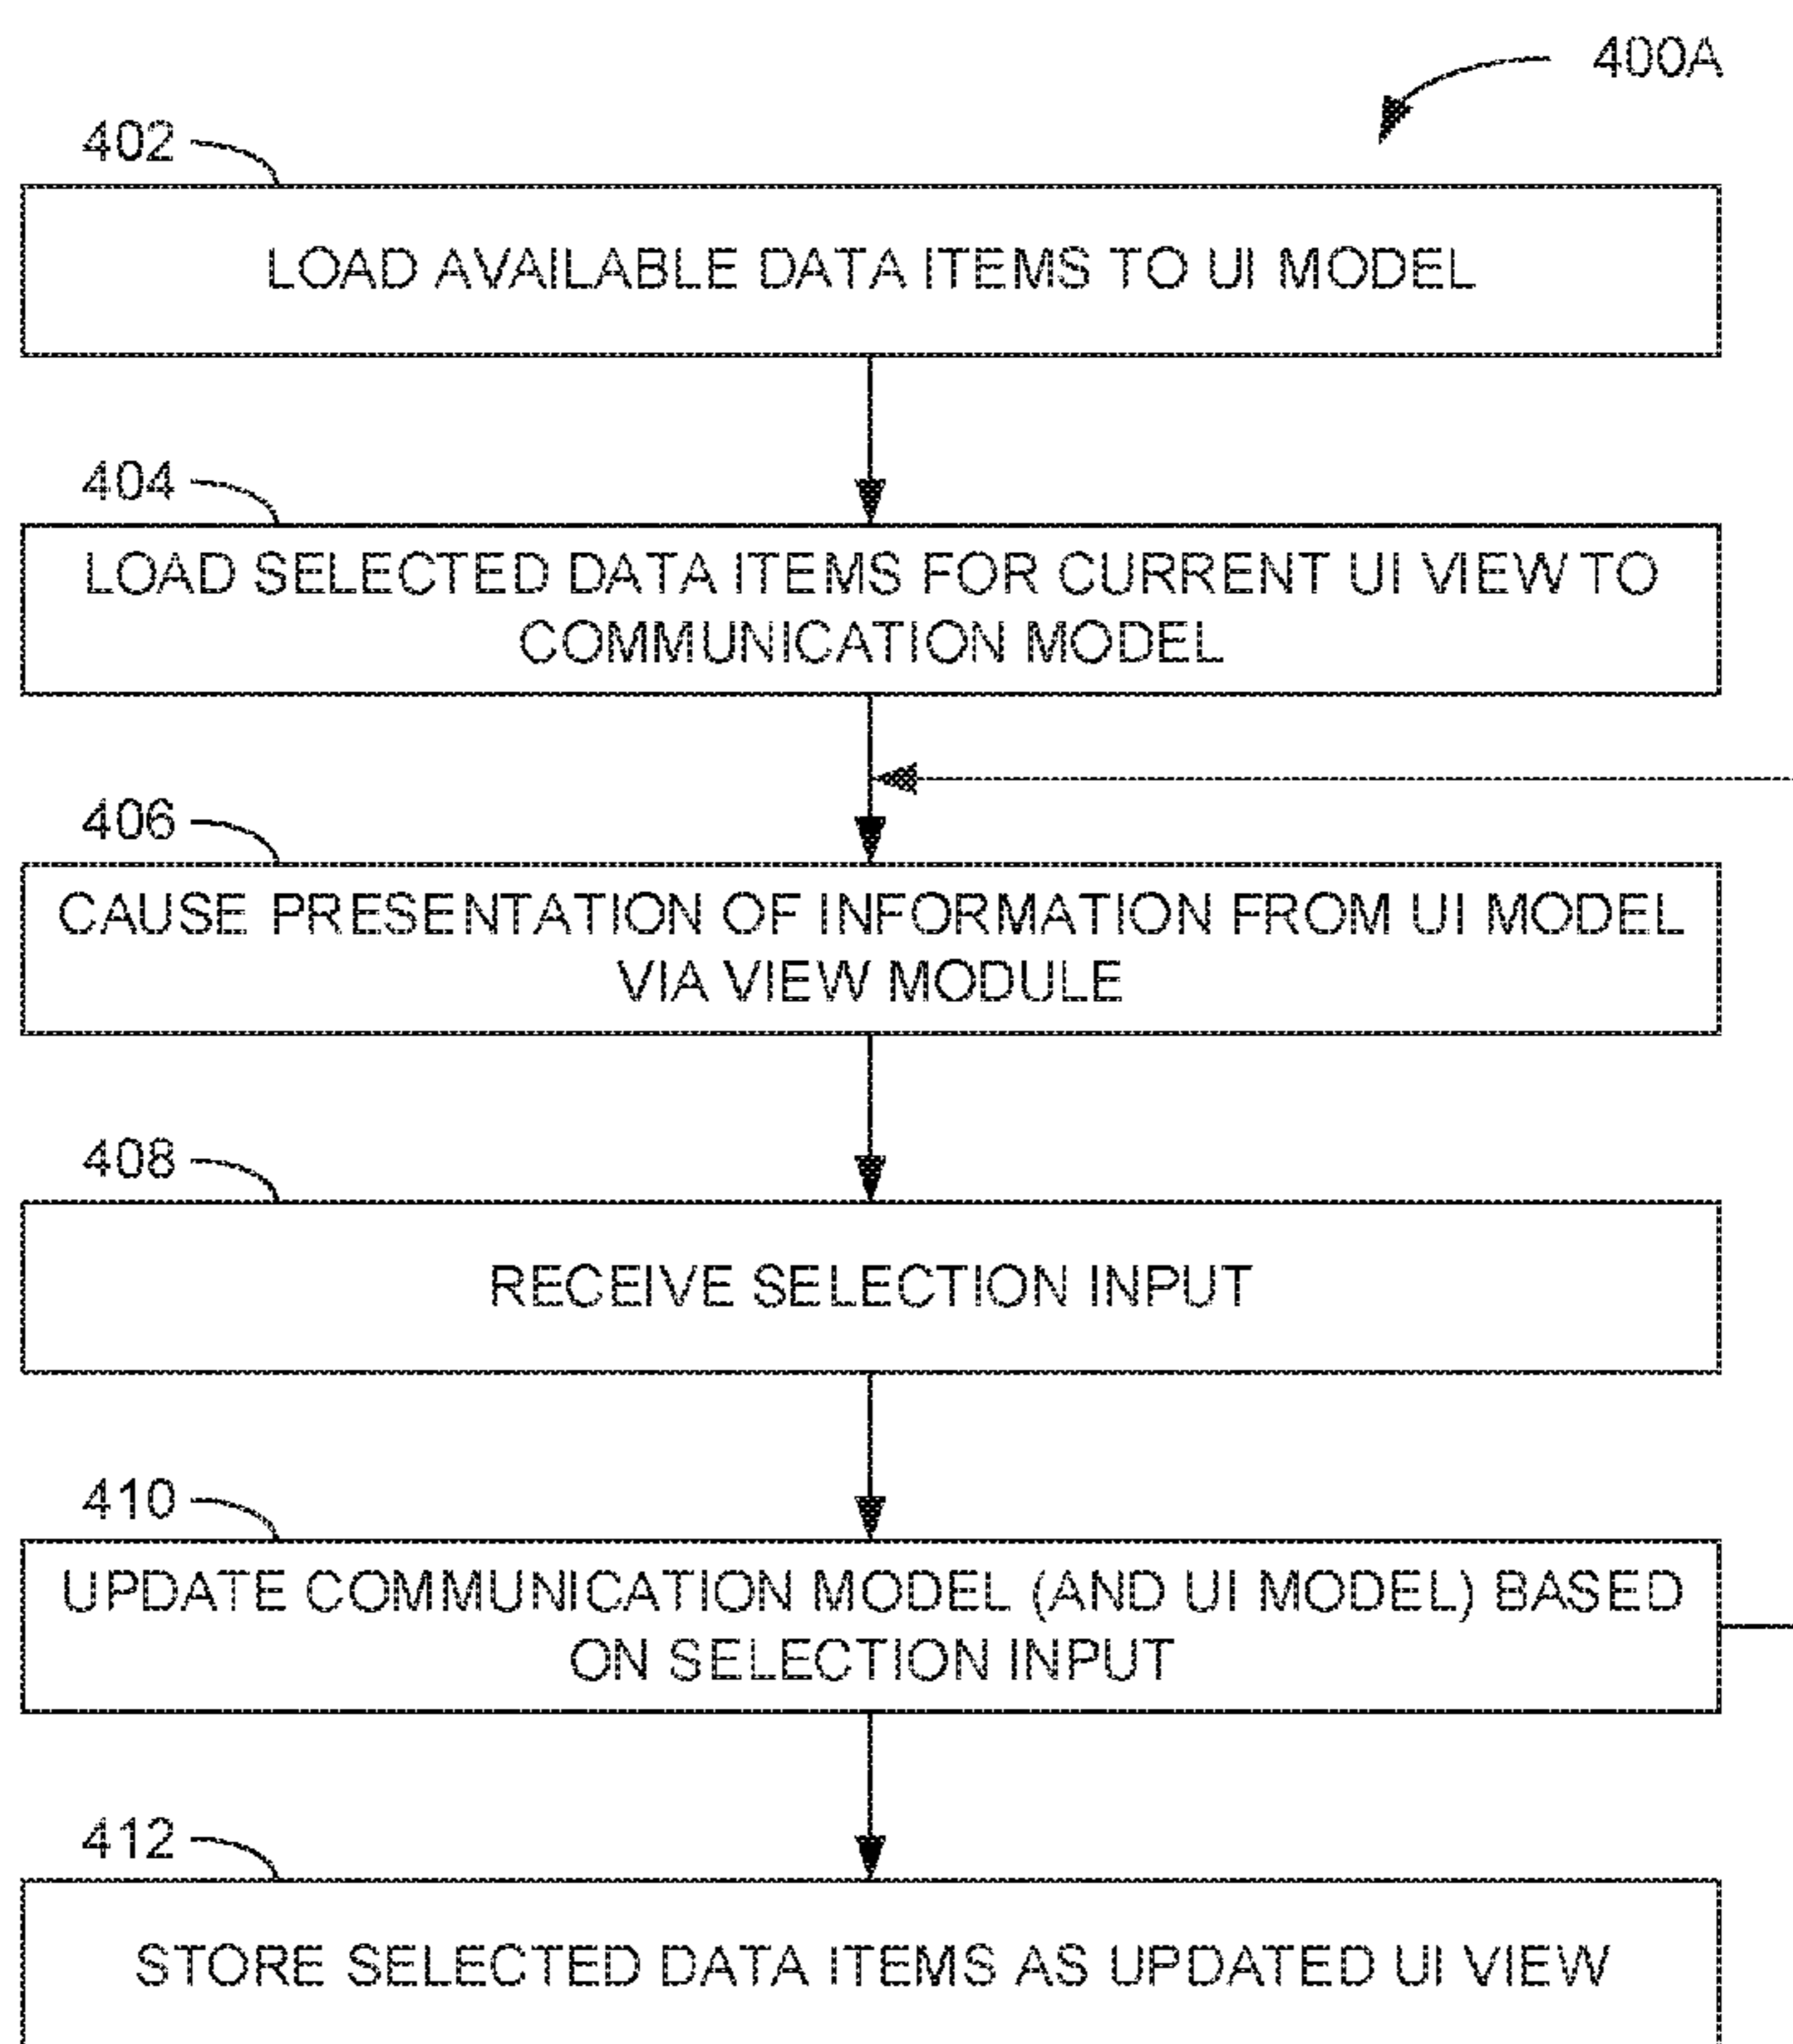 400A
402
LOAD AVAILABLE DATA ITEMS TO UI MODEL
404
LOAD SELECTED DATA ITEMS FOR CURRENT UI VIEW TO
COMMUNICATION MODEL
406
CAUSE PRESENTATION OF INFORMATION FROM UI MODEL
VIA VIEW MODULE
408
RECEIVE SELECTION INPUT
410
UPDATE COMMUNICATION MODEL (AND UI MODEL) BASED
ON SELECTION INPUT
412
STORE SELECTED DATA ITEMS AS UPDATED UI VIEW